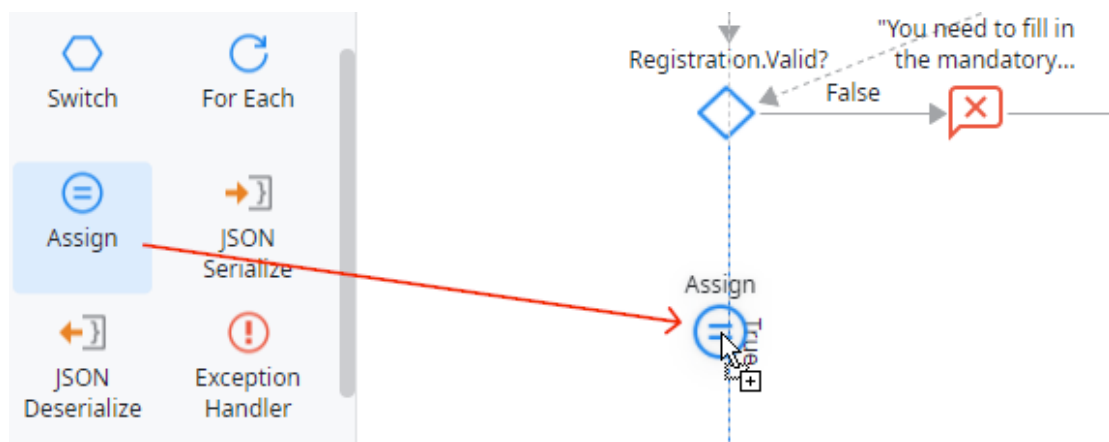 Switch
For Each
Assign
JSON
Serialize
JSON
Deserialize
Exception
Handler
"You need to fill in
the mandatory...
Registration.Valid?
False
Assign
True